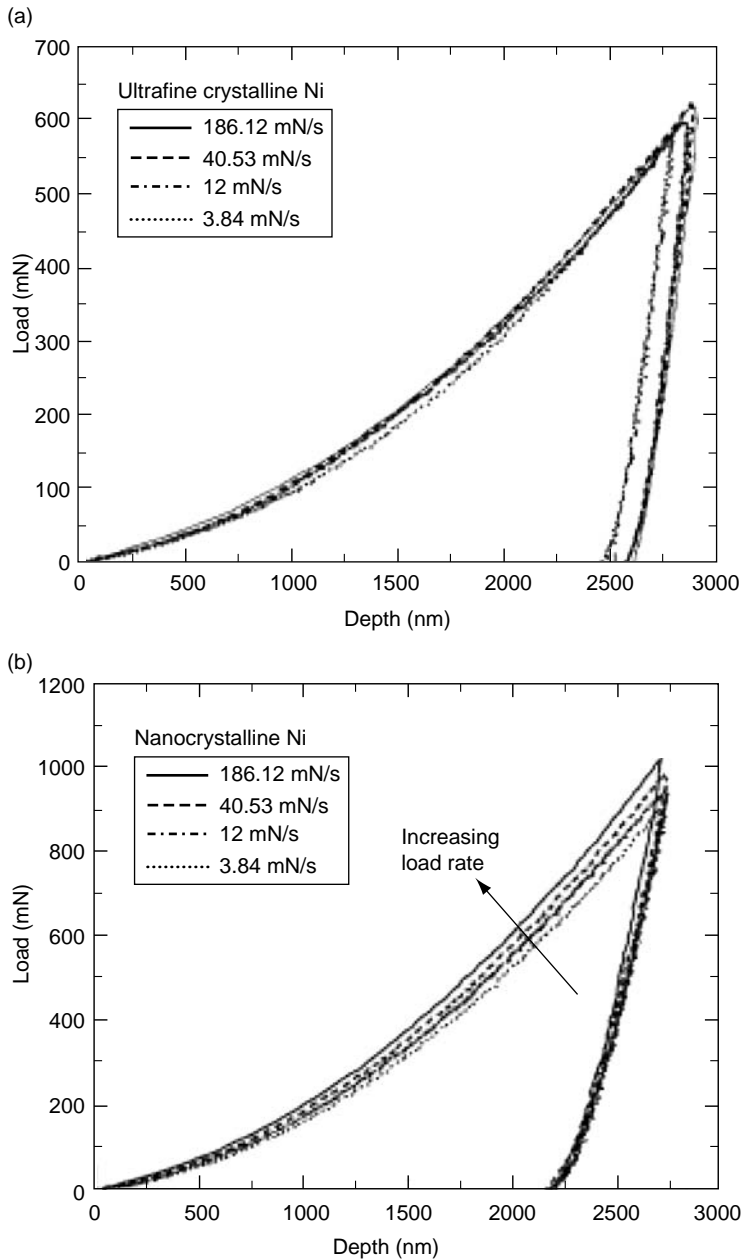 (a)
700
600
500
400
300
200
100
0
Load (mN)
Ultrafine crystalline Ni
186.12 mN/s
40.53 mN/s
12 mN/s
3.84 mN/s
0 500 1000 1500 2000 2500 3000
Depth (nm)
(b)
1200
1000
800
600
400
200
0
Load (mN)
Nanocrystalline Ni
186.12 mN/s
40.53 mN/s
12 mN/s
3.84 mN/s
Increasing
load rate
0 500 1000 1500 2000 2500 3000
Depth (nm)